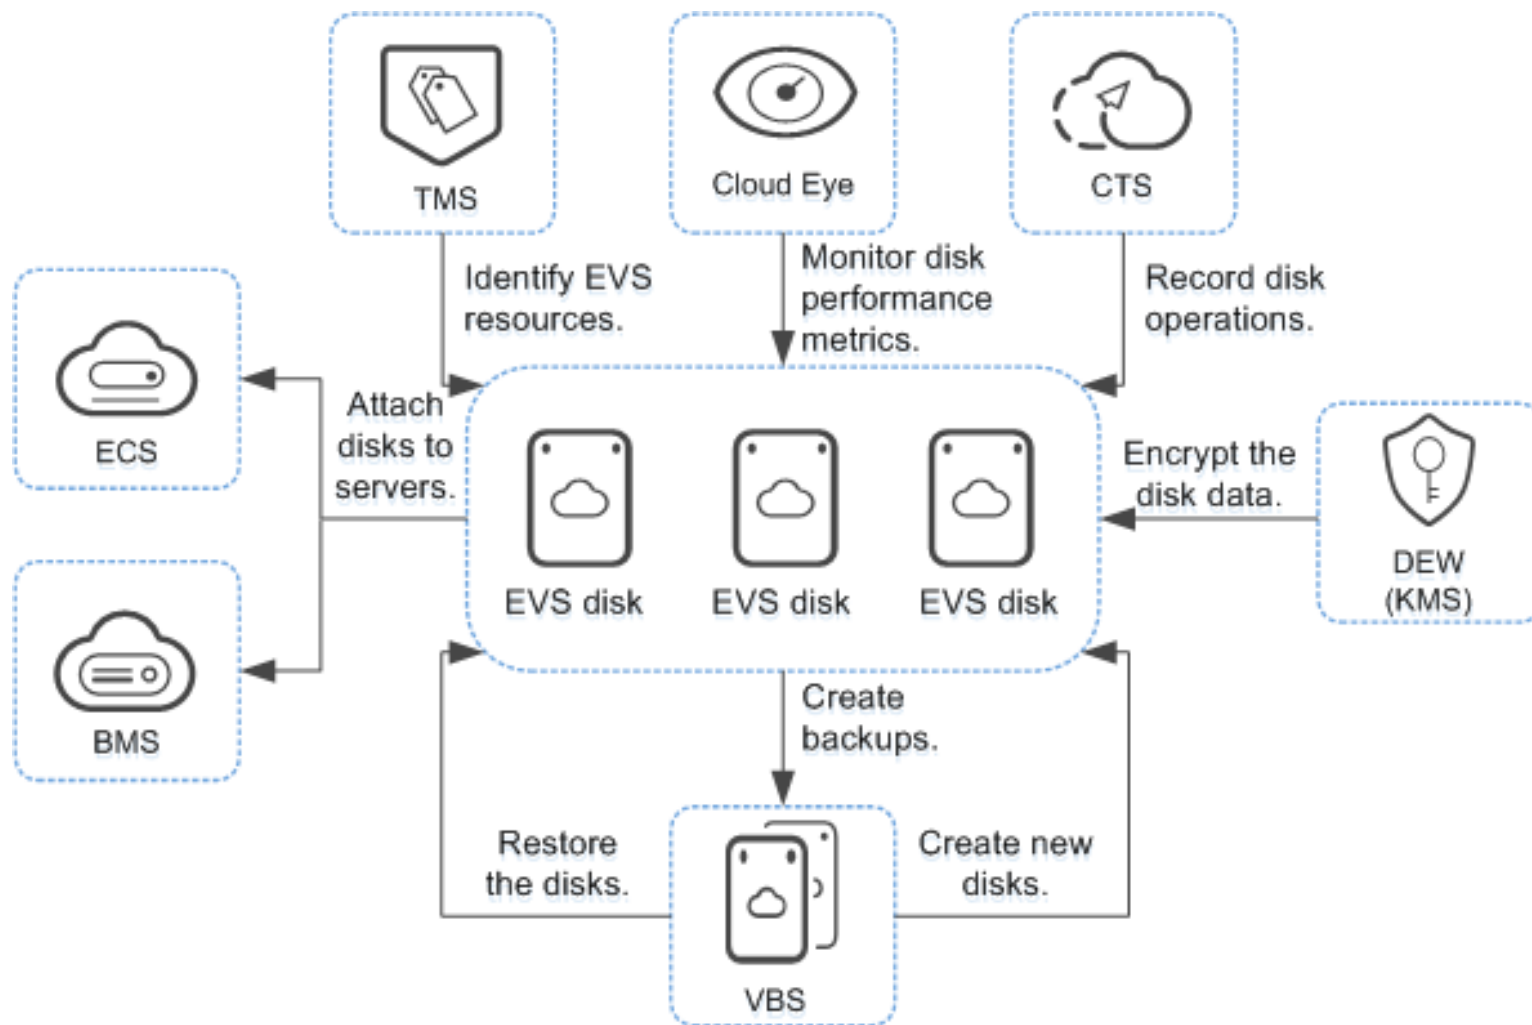 TMS
Cloud Eye
CTS
Identify EVS
resources.
Monitor disk
performance
metrics.
Record disk
operations.
ECS
Attach
disks to
servers.
Encrypt the
disk data.
DEW
(KMS)
EVS disk
EVS disk
EVS disk
BMS
Create
backups.
Restore
the disks.
Create new
disks.
VBS